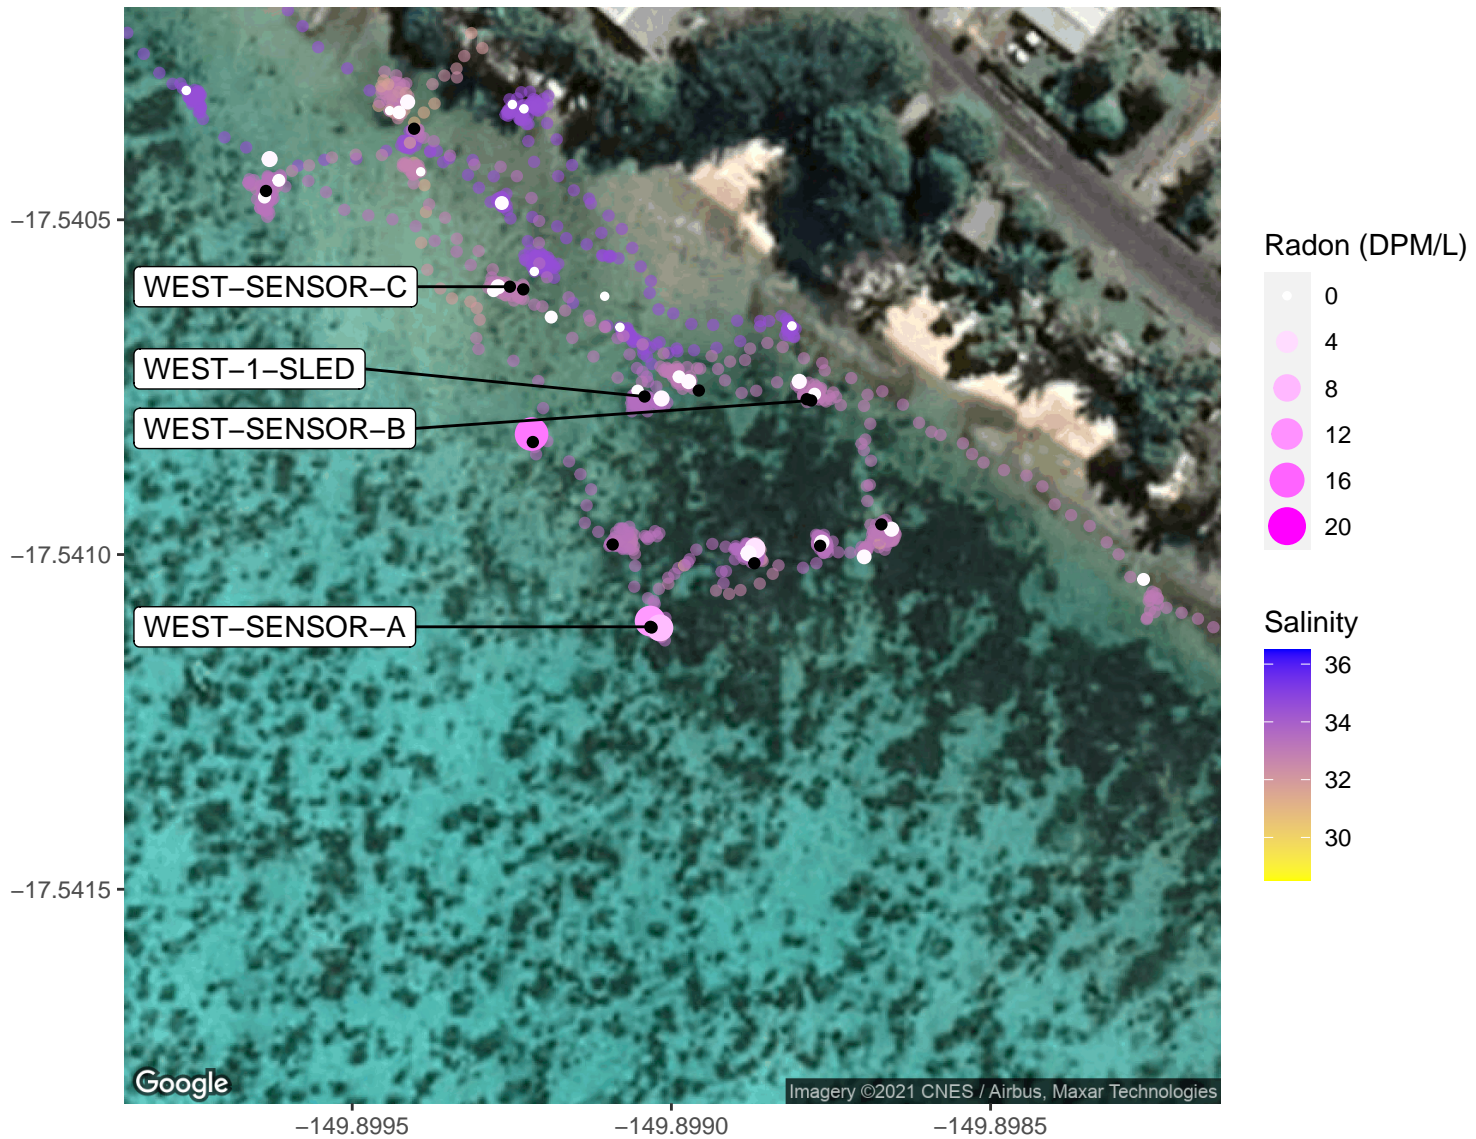 −17.5405
−17.5410
−17.5415
WEST−SENSOR−C
WEST−1−SLED
WEST−SENSOR−B
WEST−SENSOR−A
Google
Imagery ©2021 CNES / Airbus, Maxar Technologies
−149.8995
−149.8990
−149.8985
Radon (DPM/L)
0
4
8
12
16
20
Salinity
36
34
32
30